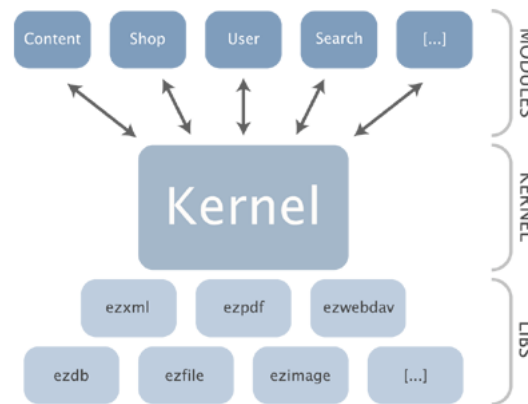 Content
Shop
User
Search
[...]
MODULES
Kernel
KERNEL
ezxml
ezpdf
ezwebdav
LIBS
ezdb
ezfile
ezimage
[...]